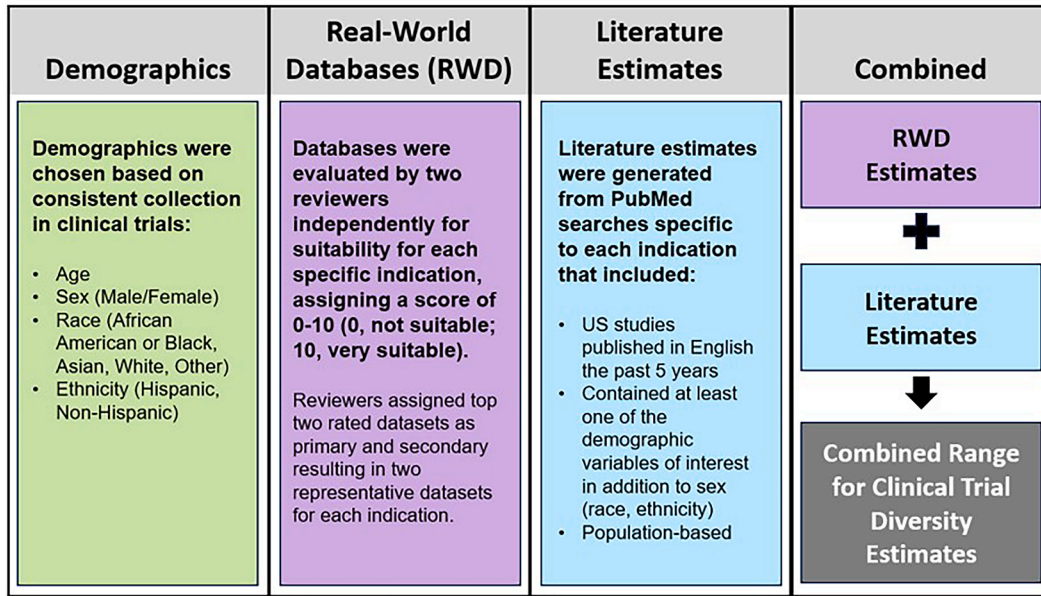 Demographics
Demographics were
chosen based on
consistent collection
in clinical trials:
• Age
• Sex (Male/Female)
• Race (African
American or Black,
Asian, White, Other)
• Ethnicity (Hispanic,
Non-Hispanic)
Real-World
Databases (RWD)
Databases were
evaluated by two
reviewers
independently for
suitability for each
specific indication,
assigning a score of
0-10 (0, not suitable;
10, very suitable).
Reviewers assigned top
two rated datasets as
primary and secondary
resulting in two
representative datasets
for each indication.
Literature
Estimates
Literature estimates
were generated
from PubMed
searches specific
to each indication
that included:
• US studies
published in English
the past 5 years
• Contained at least
one of the
demographic
variables of interest
in addition to sex
(race, ethnicity)
• Population-based
Combined
RWD
Estimates
Literature
Estimates
Combined Range
for Clinical Trial
Diversity
Estimates